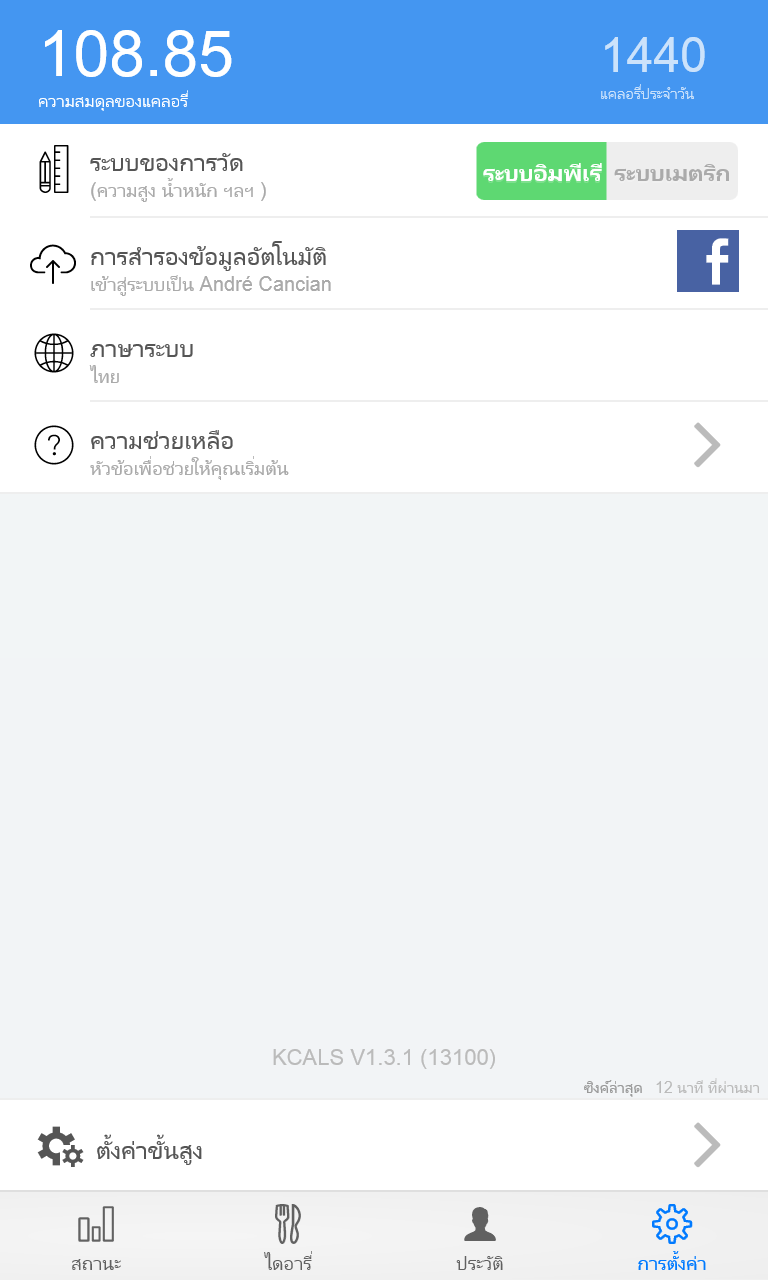 108.85
1440
ความสมดุลของแคลอรี่
แคลอรี่ประจำวัน
ระบบของการวัด
(ความสูง น้ำหนัก ฯลฯ )
ระบบอิมพีเรี
ระบบเมตริก
การสำรองข้อมูลอัตโนมัติ
เข้าสู่ระบบเป็น André Cancian
f
ภาษาระบบ
ไทย
ความช่วยเหลือ
หัวข้อเพื่อช่วยให้คุณเริ่มต้น
?
KCALS V1.3.1 (13100)
ซิงค์ล่าสุด 12 นาที ที่ผ่านมา
ตั้งค่าขั้นสูง
สถานะ
ไดอารี่
ประวัติ
การตั้งค่า